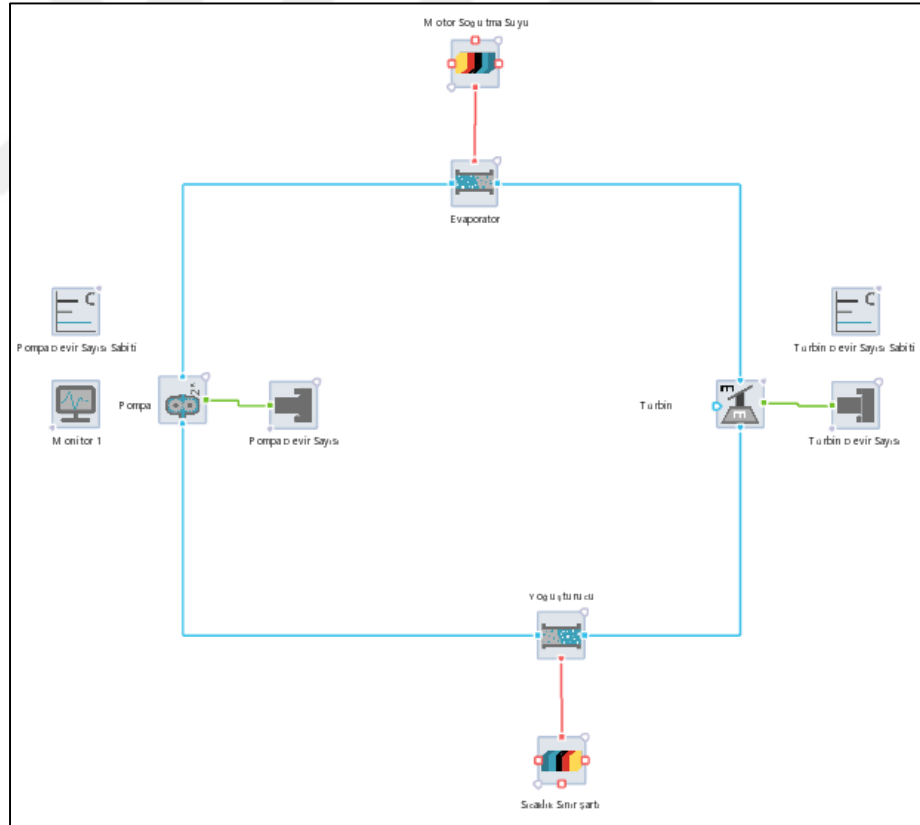 Motor Soğutma Suyu
Evaporator
Pompa Devir Sayısı Sabiti
Türbin Devir Sayısı Sabiti
C
C
Monitor 1
Pompa
2x
Pompa Devir Sayısı
Türbin
E
E
Türbin Devir Sayısı
Yoğuşturucu
Sıcaklık Sınır şartı